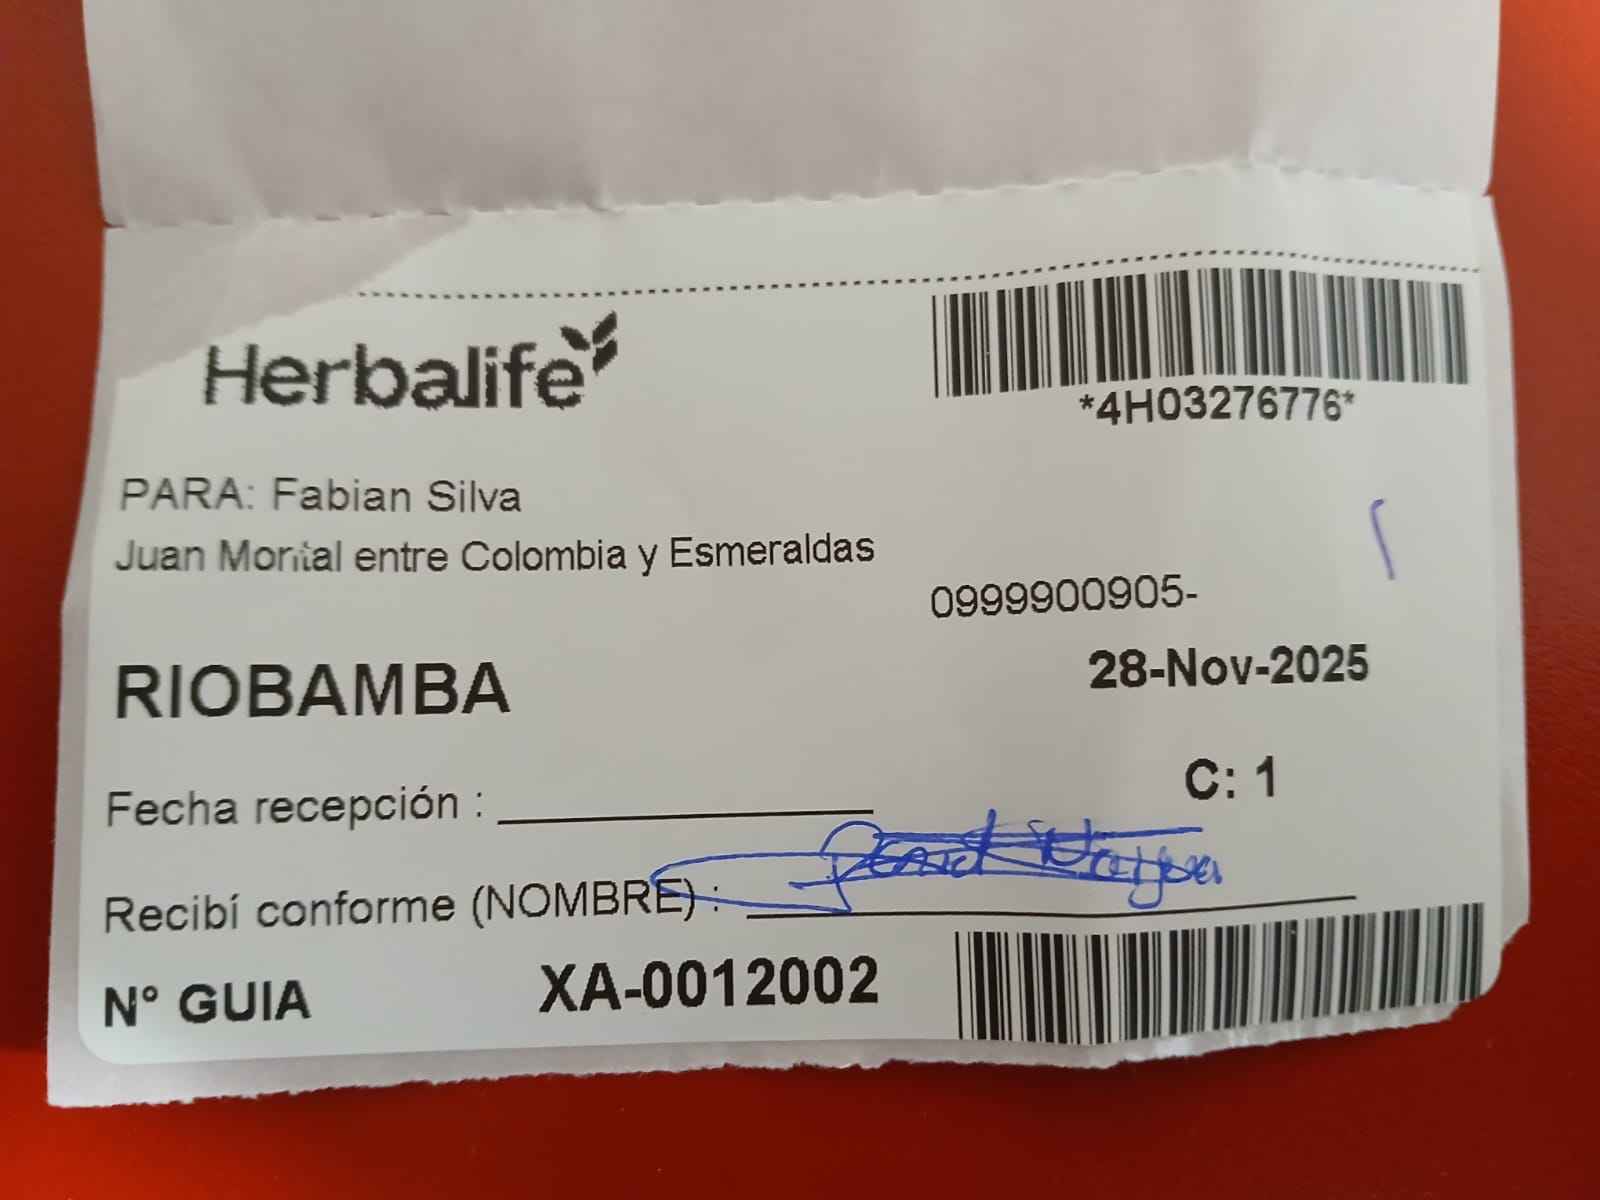 Herbalife
*4H03276776*
PARA: Fabian Silva
Juan Montal entre Colombia y Esmeraldas
0999900905-
RIOBAMBA
28-Nov-2025
C: 1
Fecha recepción :
Recibí conforme (NOMBRE) :
N° GUIA XA-0012002